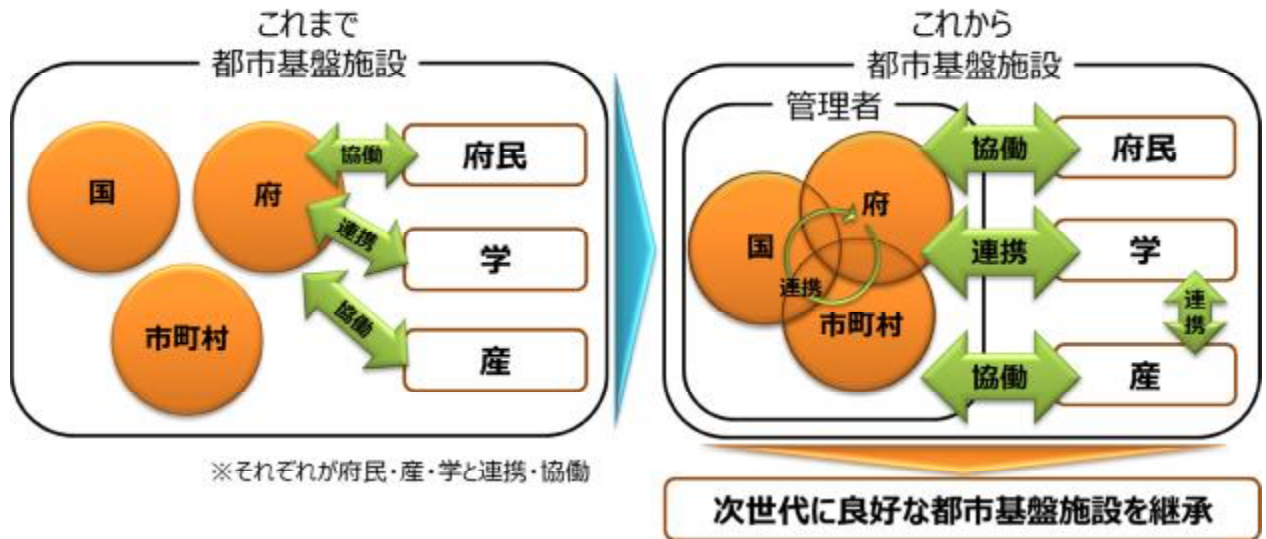 これまで
都市基盤施設
国
府
市町村
協働
府民
連携
学
協働
産
※それぞれが府民・産・学と連携・協働
これから
都市基盤施設
管理者
国
府
連携
市町村
協働
府民
連携
学
連携
協働
産
次世代に良好な都市基盤施設を継承